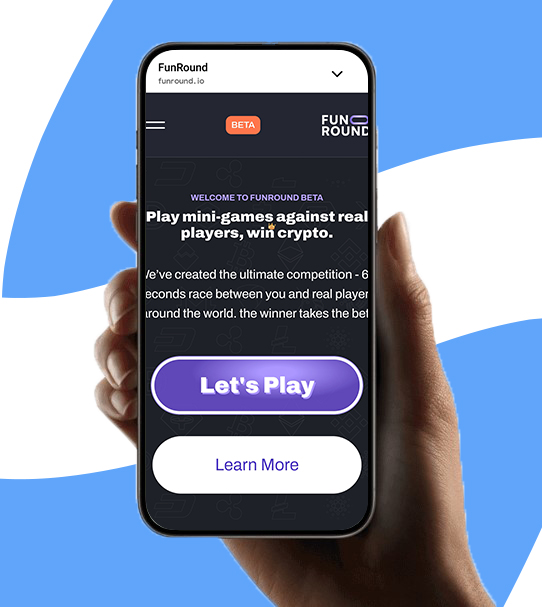 FunRound
funround.io
BETA
FUN
ROUND
WELCOME TO FUNROUND BETA
Play mini-games against real
players, win crypto.
We've created the ultimate competition - 6
econds race between you and real player
around the world. the winner takes the bet
Let's Play
Learn More